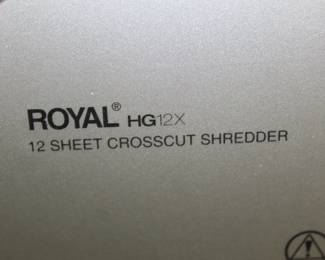 ROYAL® HG12X
12 SHEET CROSSCUT SHREDDER